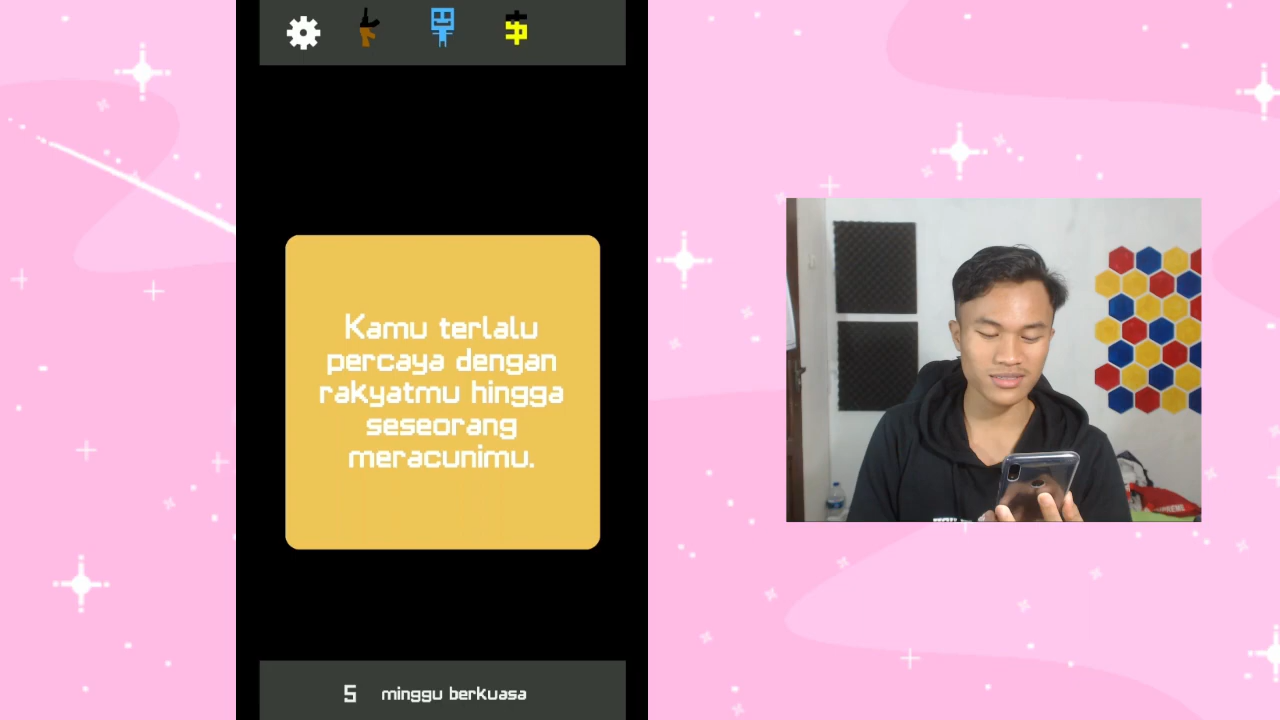 Kamu terlalu
percaya dengan
rakyatmu hingga
seseorang
meracunimu.
5 minggu berkuasa